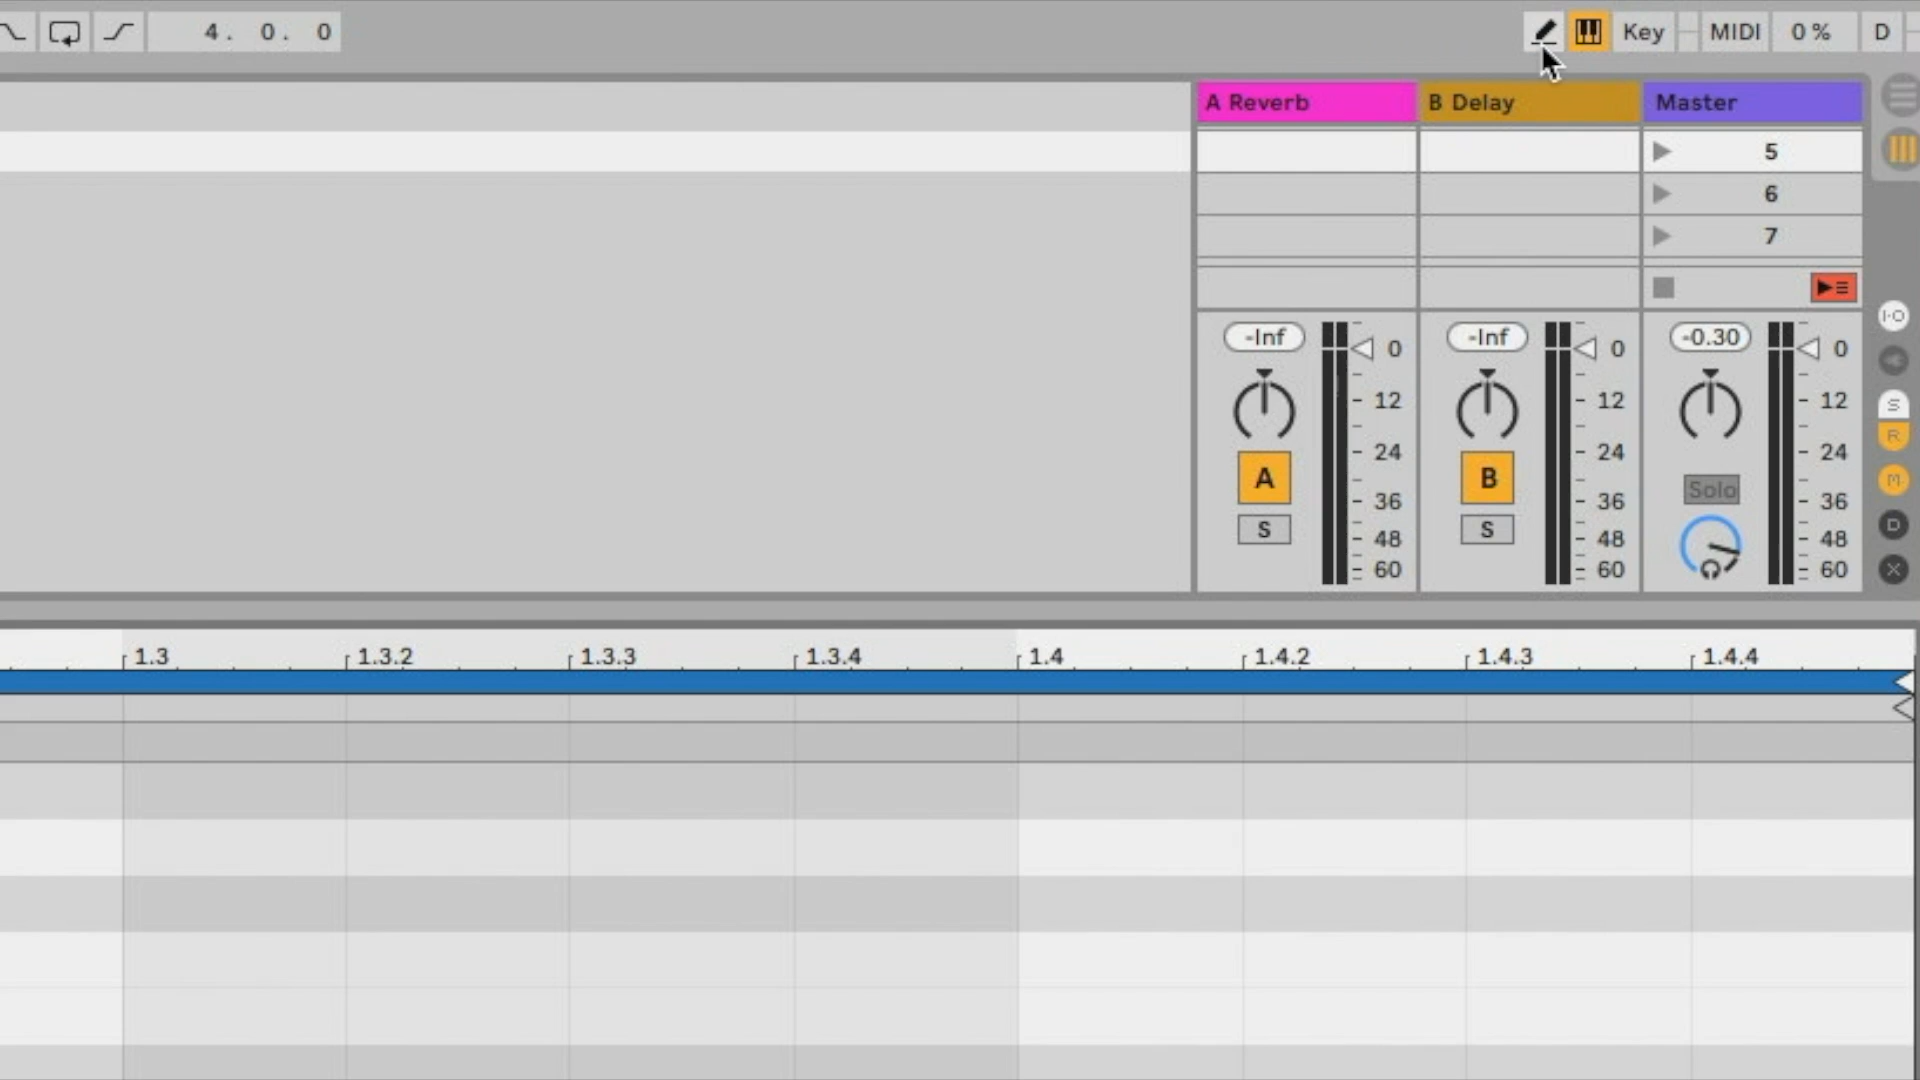 4. 0. 0 Key MIDI 0 % D
A Reverb B Delay Master
5
6
7
-Inf 0 -Inf 0 -0.30 0
12 12 12
24 24 24
A 36 B 36 Solo 36
S 48 S 48 48
60 60 60
I·O
S
R
M
D
X
1.3 1.3.2 1.3.3 1.3.4 1.4 1.4.2 1.4.3 1.4.4